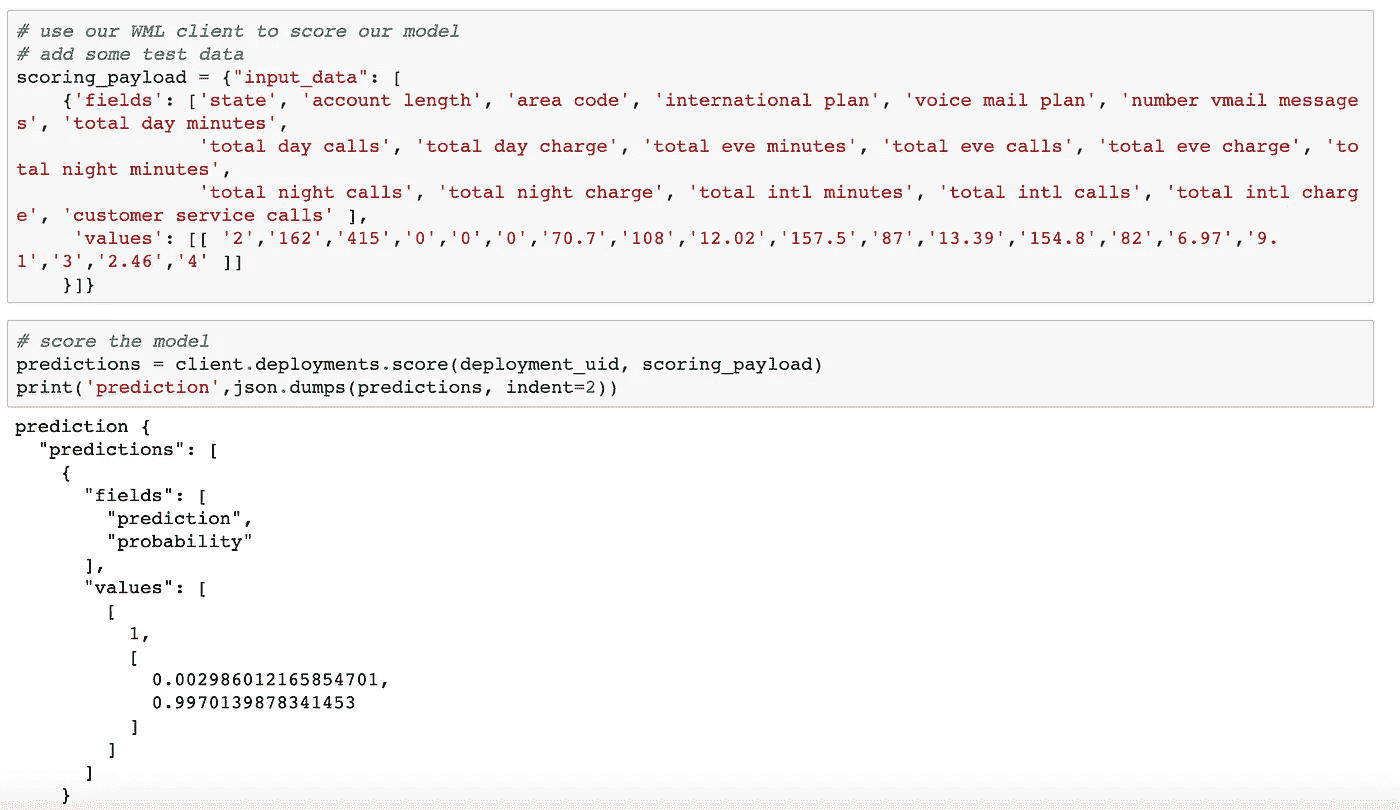 # use our WML client to score our model
# add some test data
scoring_payload = {"input_data": [
    {'fields': ['state', 'account length', 'area code', 'international plan', 'voice mail plan', 'number vmail message
s', 'total day minutes',
                'total day calls', 'total day charge', 'total eve minutes', 'total eve calls', 'total eve charge', 'to
tal night minutes',
                'total night calls', 'total night charge', 'total intl minutes', 'total intl calls', 'total intl charg
e', 'customer service calls' ],
     'values': [[ '2','162','415','0','0','0','70.7','108','12.02','157.5','87','13.39','154.8','82','6.97','9.
1','3','2.46','4' ]]
    }]}
# score the model
predictions = client.deployments.score(deployment_uid, scoring_payload)
print('prediction',json.dumps(predictions, indent=2))
prediction {
  "predictions": [
    {
      "fields": [
        "prediction",
        "probability"
      ],
      "values": [
        [
          1,
          [
            0.002986012165854701,
            0.9970139878341453
          ]
        ]
      ]
    }